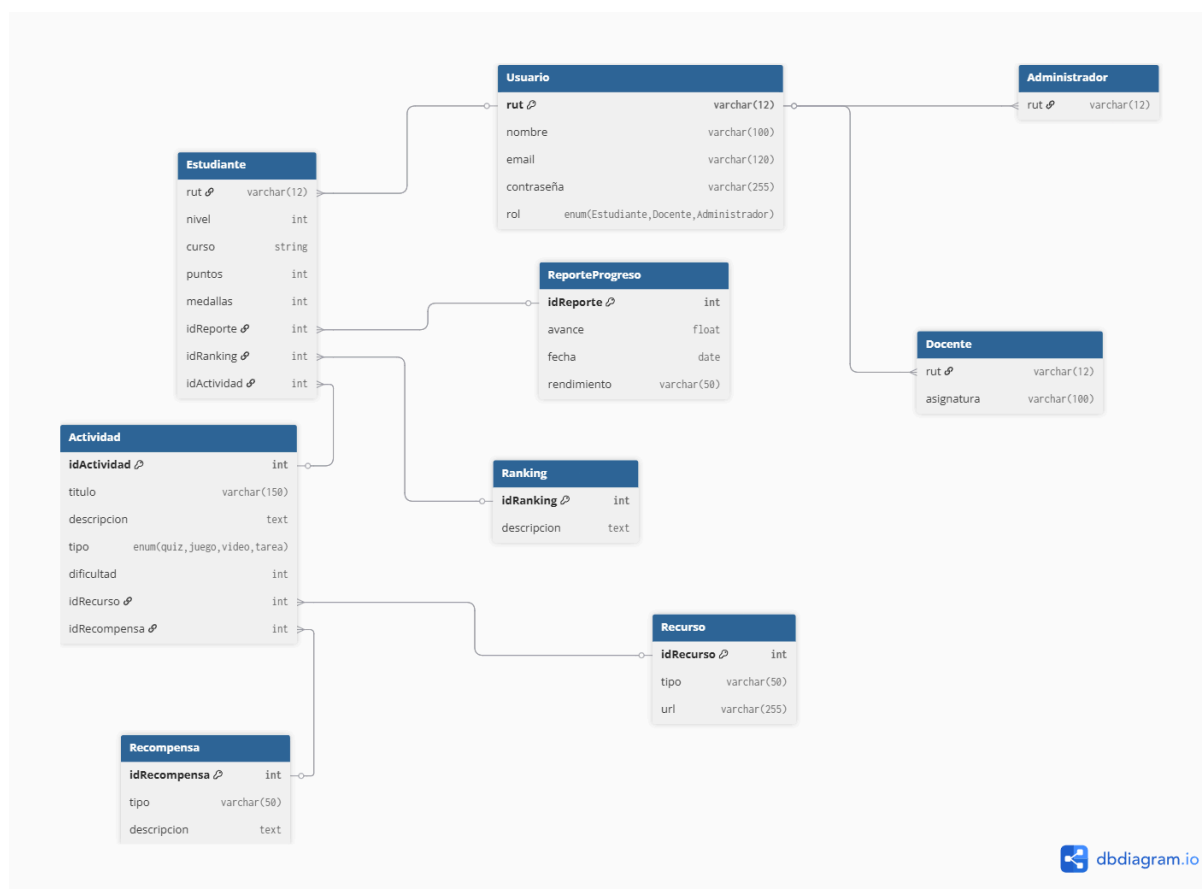 Usuario
rut varchar(12)
nombre varchar(100)
email varchar(120)
contraseña varchar(255)
rol enum(Estudiante,Docente,Administrador)
Administrador
rut varchar(12)
Estudiante
rut varchar(12)
nivel int
curso string
puntos int
medallas int
idReporte int
idRanking int
idActividad int
ReporteProgreso
idReporte int
avance float
fecha date
rendimiento varchar(50)
Docente
rut varchar(12)
asignatura varchar(100)
Actividad
idActividad int
titulo varchar(150)
descripcion text
tipo enum(quiz,juego,video,tarea)
dificultad int
idRecurso int
idRecompensa int
Ranking
idRanking int
descripcion text
Recurso
idRecurso int
tipo varchar(50)
url varchar(255)
Recompensa
idRecompensa int
tipo varchar(50)
descripcion text
dbdiagram.io